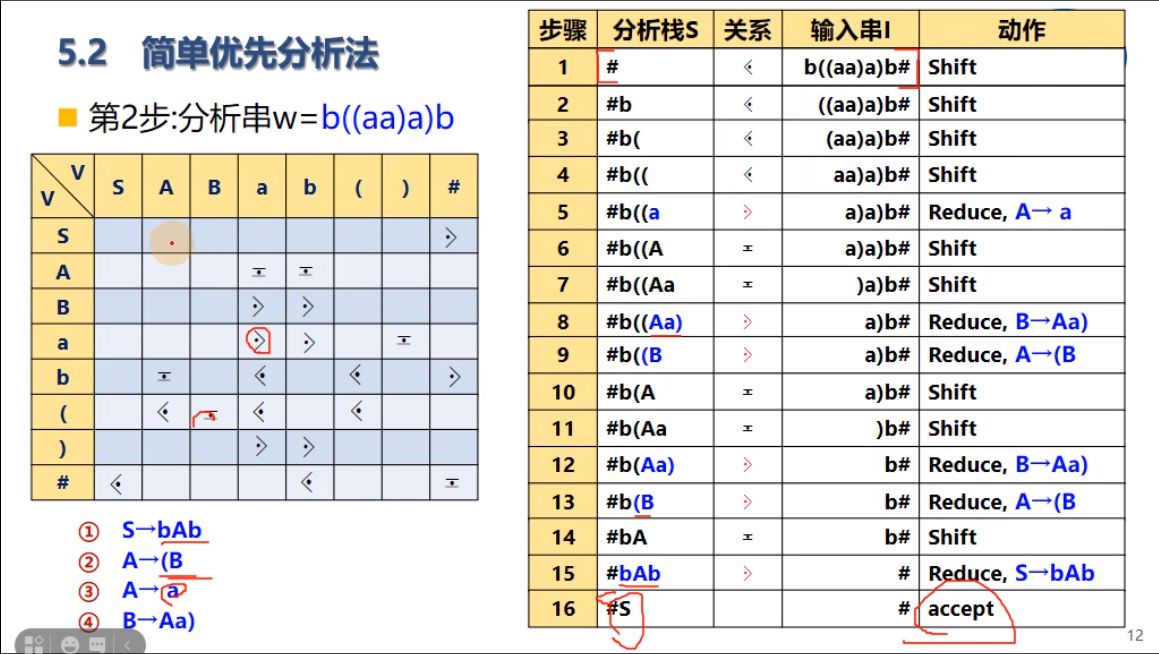 5.2 简单优先分析法
第2步:分析串w=b((aa)a)b
V V S A B a b ( ) #
S ⋗
A ≐ ≐
B ⋗ ⋗
a ⋗ ⋗ ≐
b ≐ ⋖ ⋖ ⋗
( ⋖ ≐ ⋖ ⋖
) ⋗ ⋗
# ⋖ ⋖ ≐
① S→bAb
② A→(B
③ A→a
④ B→Aa)
步骤 分析栈S 关系 输入串I 动作
1 # ⋖ b((aa)a)b# Shift
2 #b ⋖ ((aa)a)b# Shift
3 #b( ⋖ (aa)a)b# Shift
4 #b(( ⋖ aa)a)b# Shift
5 #b((a ⋗ a)a)b# Reduce, A→ a
6 #b((A ≐ a)a)b# Shift
7 #b((Aa ≐ )a)b# Shift
8 #b((Aa) ⋗ a)b# Reduce, B→Aa)
9 #b((B ⋗ a)b# Reduce, A→(B
10 #b(A ≐ a)b# Shift
11 #b(Aa ≐ )b# Shift
12 #b(Aa) ⋗ b# Reduce, B→Aa)
13 #b(B ⋗ b# Reduce, A→(B
14 #bA ≐ b# Shift
15 #bAb ⋗ # Reduce, S→bAb
16 #S # accept
12